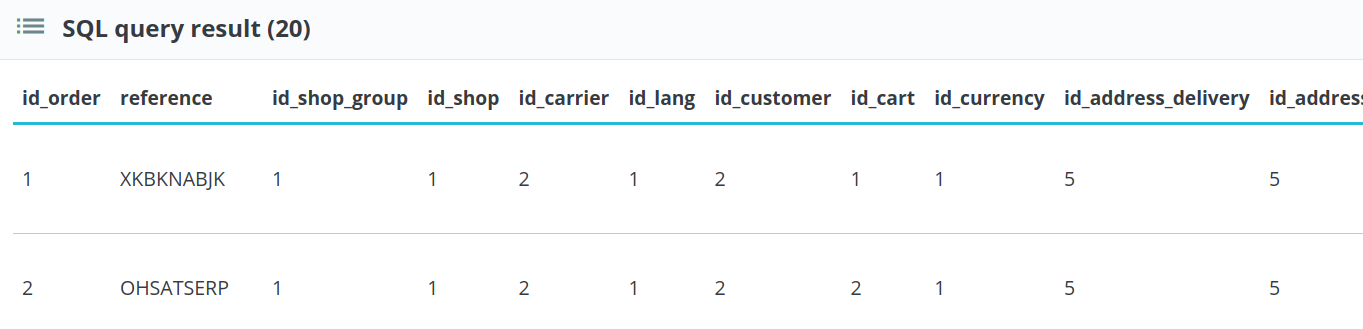 SQL query result (20)
id_order reference id_shop_group id_shop id_carrier id_lang id_customer id_cart id_currency id_address_delivery id_address
1 XKBKNABJK 1 1 2 1 2 1 1 5 5
2 OHSATSERP 1 1 2 1 2 2 1 5 5